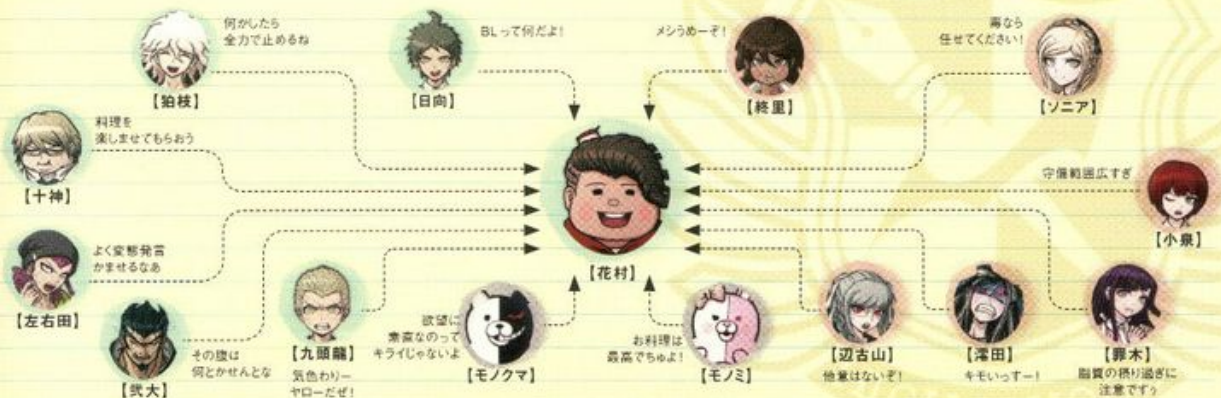 何かしたら
全力で止めるね
【狛枝】
BLって何だよ!
【日向】
メシうめーぞ!
【終里】
毒なら
任せてください!
【ソニア】
料理を
楽しませてもらおう
【十神】
守備範囲広すぎ
【小泉】
【花村】
よく変態発言
かませるなあ
【左右田】
その腹は
何とかせんとな
【弐大】
【九頭龍】
気色わりー
ヤローだぜ!
欲望に
素直なのって
キライじゃないよ
【モノクマ】
お料理は
最高でちゅよ!
【モノミ】
【辺古山】
他意はないぞ!
【澪田】
キモいっすー!
【罪木】
脂質の摂り過ぎに
注意ですぅ